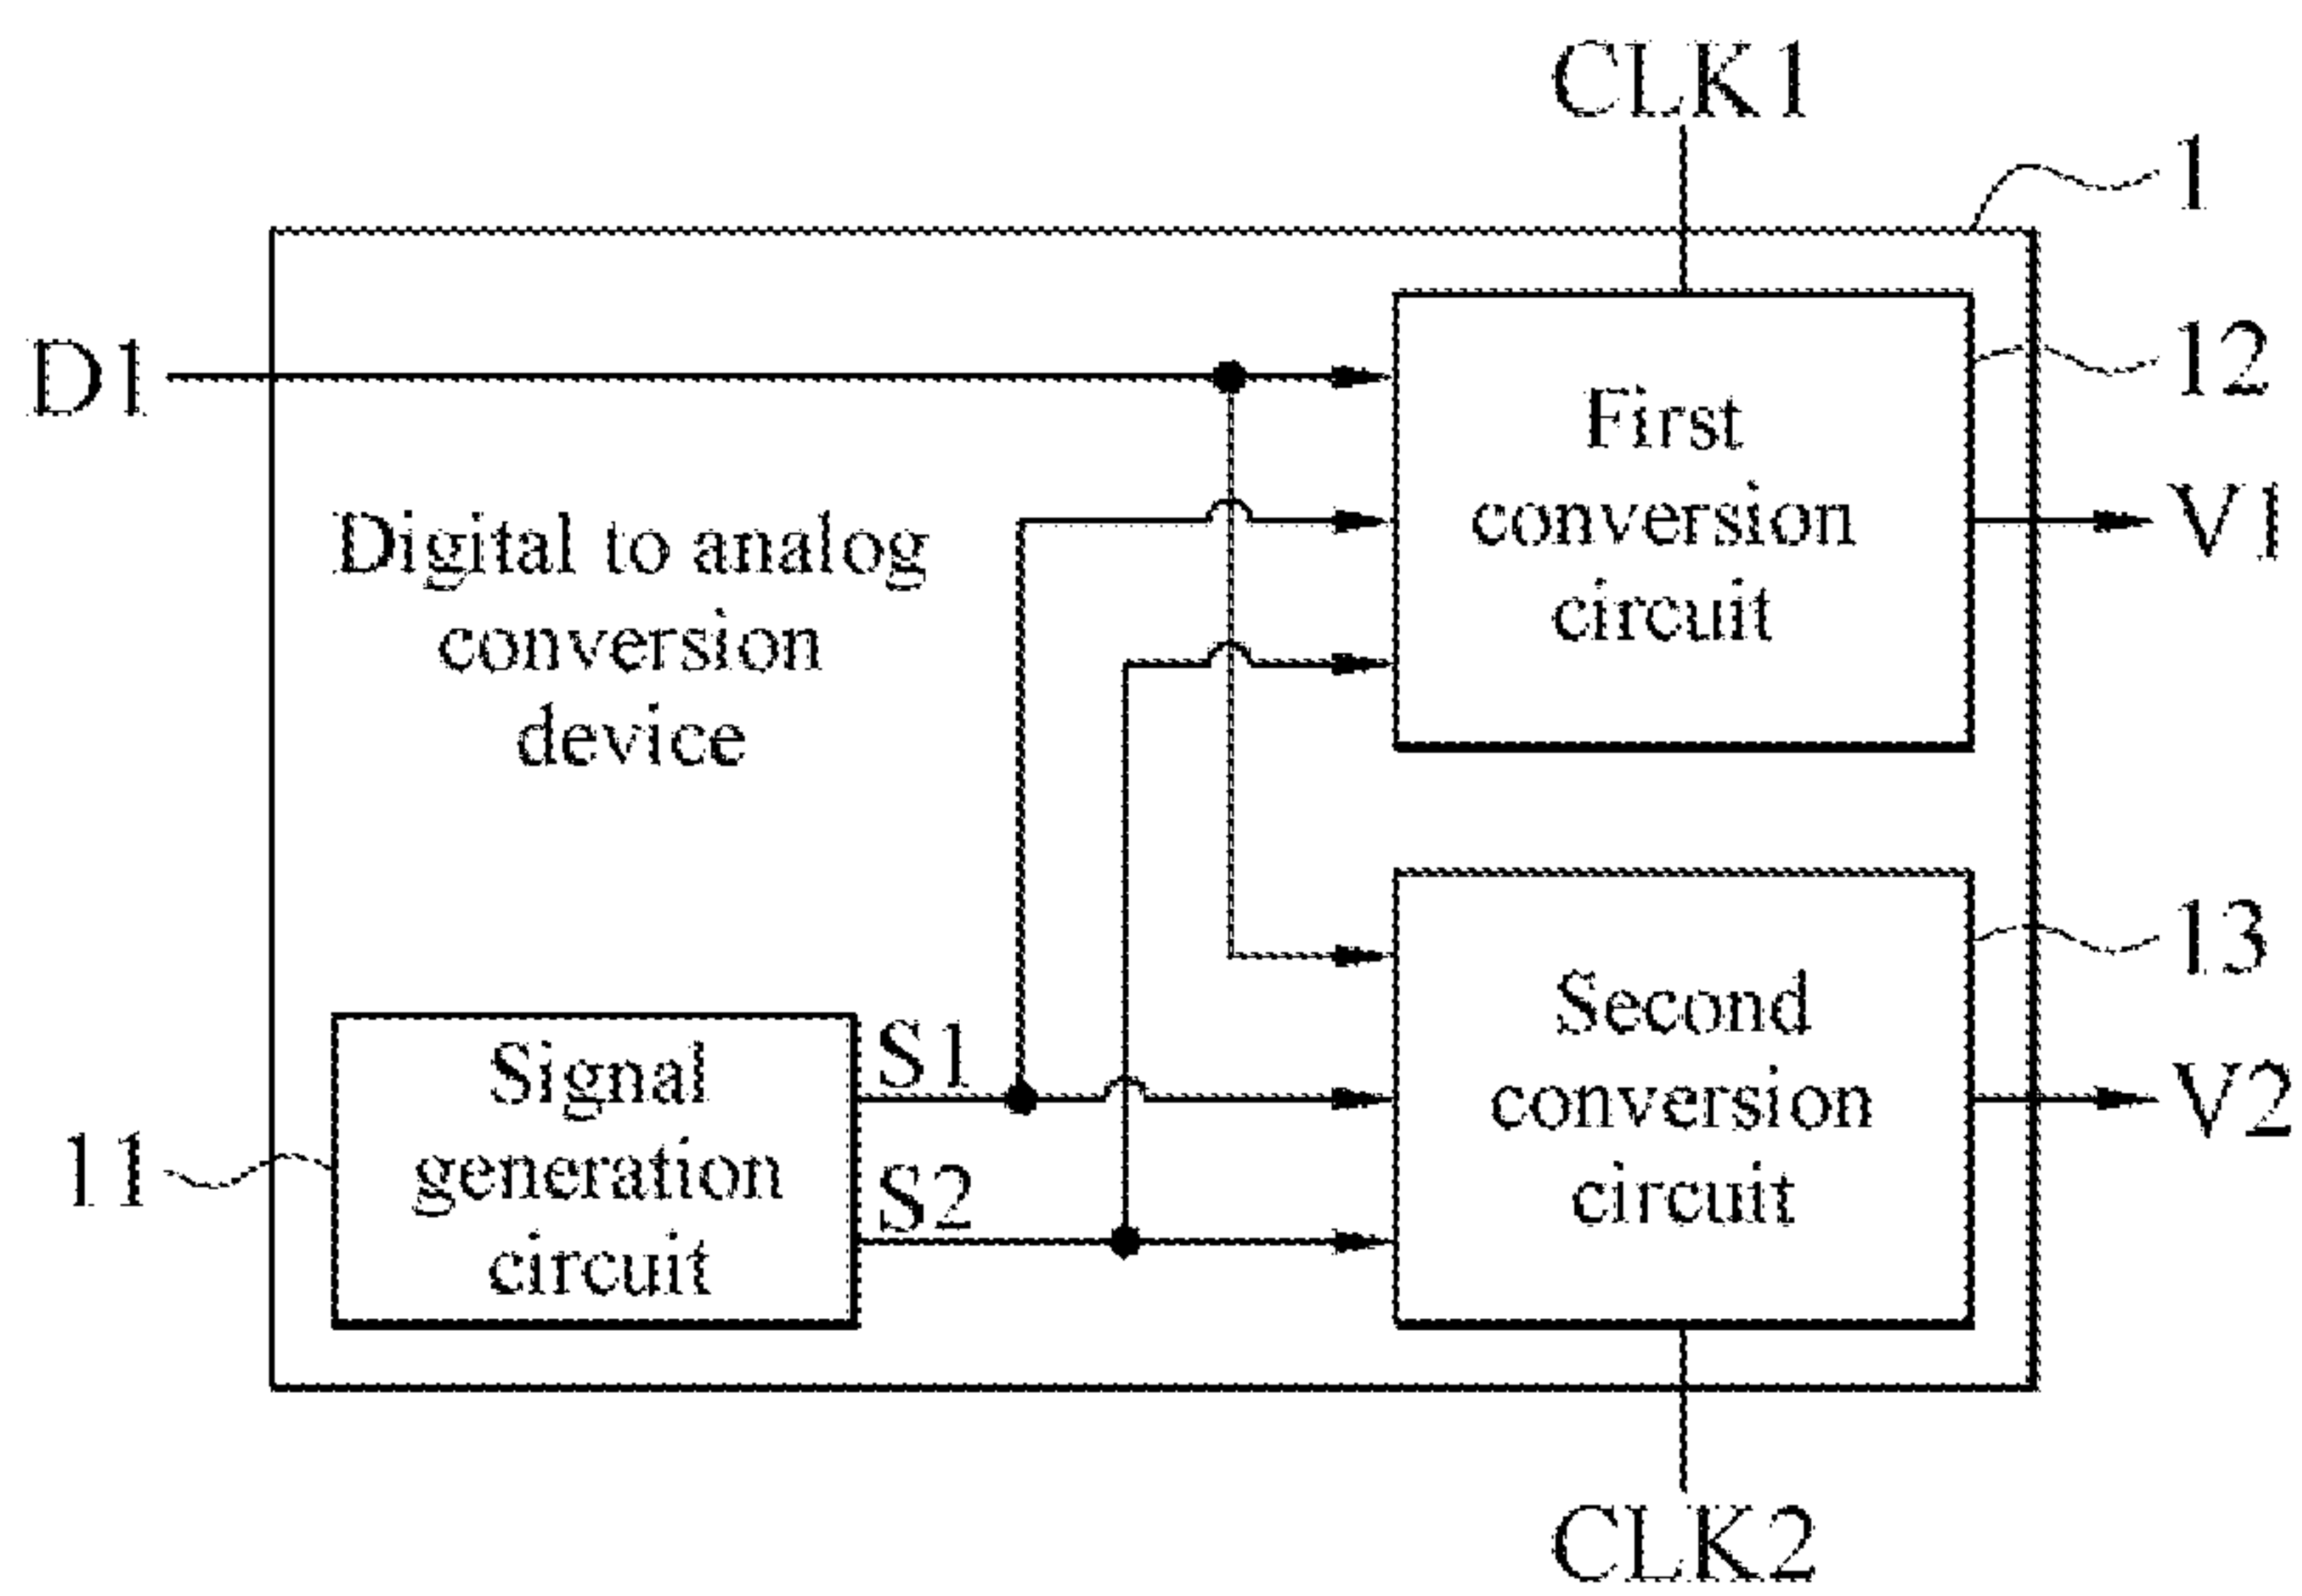 CLK1
1
D1
12
First
conversion
circuit
V1
Digital to analog
conversion
device
13
Second
conversion
circuit
V2
S1
S2
Signal
generation
circuit
11
CLK2